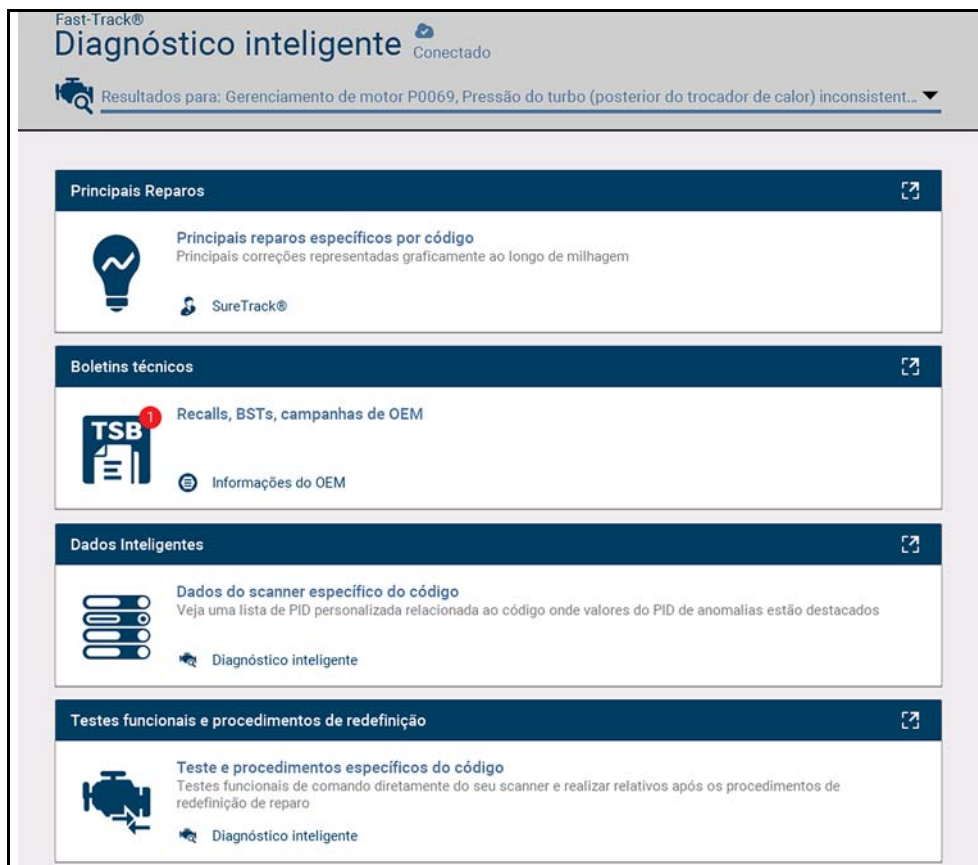 Fast-Track®
Diagnóstico inteligente
Conectado
Resultados para: Gerenciamento de motor P0069, Pressão do turbo (posterior do trocador de calor) inconsistent...
Principais Reparos
Principais reparos específicos por código
Principais correções representadas graficamente ao longo de milhagem
SureTrack®
Boletins técnicos
TSB
1
Recalls, BSTs, campanhas de OEM
Informações do OEM
Dados Inteligentes
Dados do scanner específico do código
Veja uma lista de PID personalizada relacionada ao código onde valores do PID de anomalias estão destacados
Diagnóstico inteligente
Testes funcionais e procedimentos de redefinição
Teste e procedimentos específicos do código
Testes funcionais de comando diretamente do seu scanner e realizar relativos após os procedimentos de
redefinição de reparo
Diagnóstico inteligente